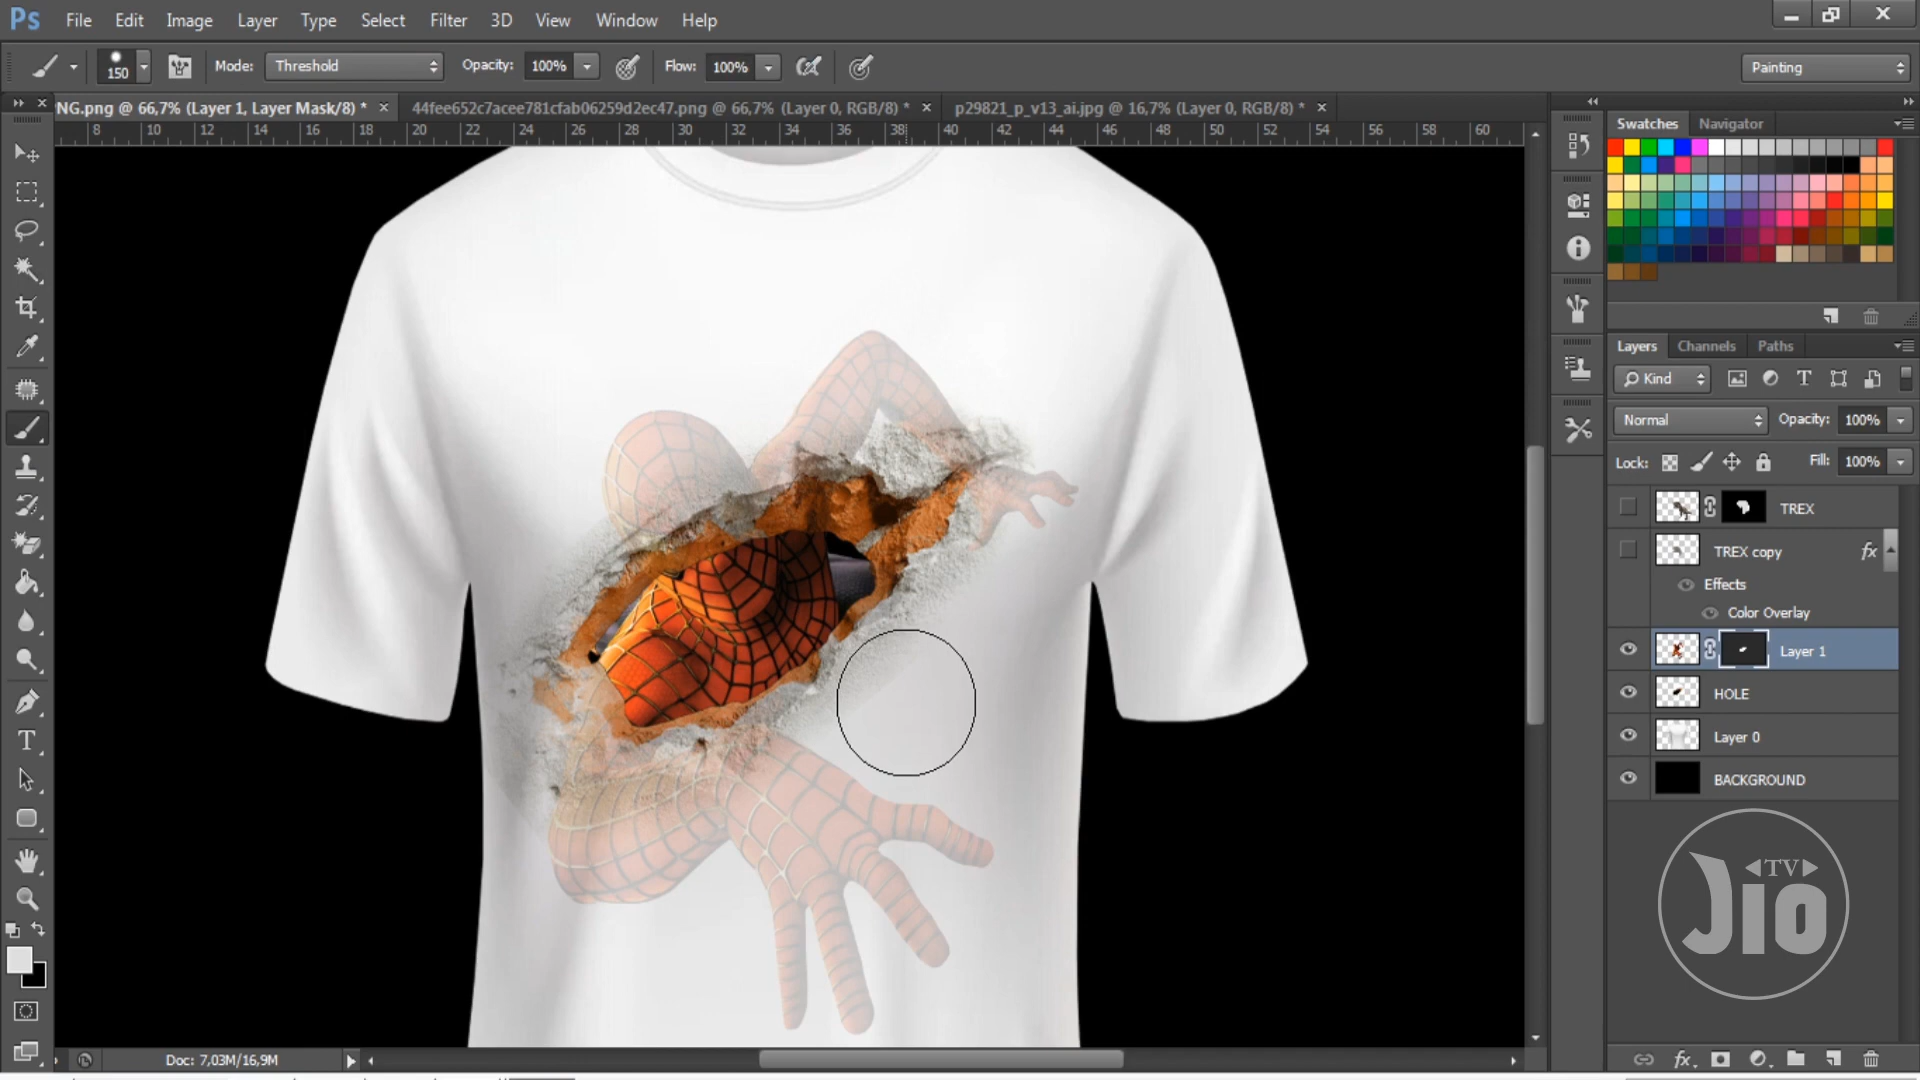 Ps File Edit Image Layer Type Select Filter 3D View Window Help
150 Mode: Threshold Opacity: 100% Flow: 100% Painting
NG.png @ 66,7% (Layer 1, Layer Mask/8) * × 44fee652c7acee781cfab06259d2ec47.png @ 66,7% (Layer 0, RGB/8) * × p29821_p_v13_ai.jpg @ 16,7% (Layer 0, RGB/8) * ×
8 10 12 14 16 18 20 22 24 26 28 30 32 34 36 38 40 42 44 46 48 50 52 54 56 58 60
Swatches Navigator
Layers Channels Paths
Kind
Normal Opacity: 100%
Lock: Fill: 100%
TREX
TREX copy fx
Effects
Color Overlay
Layer 1
HOLE
Layer 0
BACKGROUND
TV
Jio
Doc: 7,03M/16,9M
fx